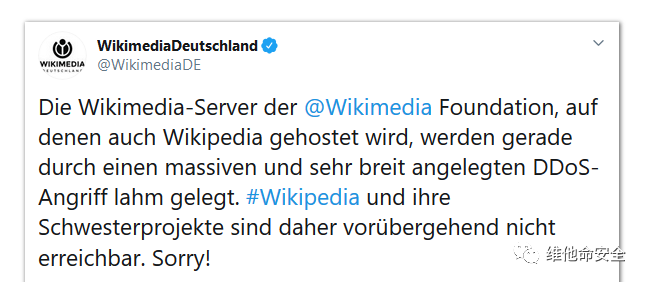 WikimediaDeutschland
@WikimediaDE
WIKIMEDIA
DEUTSCHLAND
Die Wikimedia-Server der @Wikimedia Foundation, auf
denen auch Wikipedia gehostet wird, werden gerade
durch einen massiven und sehr breit angelegten DDoS-
Angriff lahm gelegt. #Wikipedia und ihre
Schwesterprojekte sind daher vorübergehend nicht
erreichbar. Sorry!
维他命安全